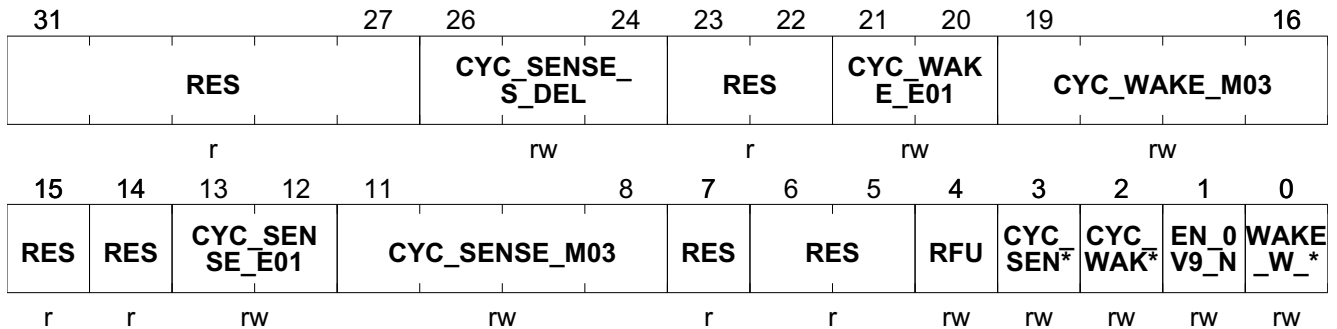 31 27 26 24 23 22 21 20 19 16
RES CYC_SENSE_ RES CYC_WAK CYC_WAKE_M03
S_DEL E_E01
r rw r rw rw
15 14 13 12 11 8 7 6 5 4 3 2 1 0
RES RES CYC_SEN CYC_SENSE_M03 RES RES RFU CYC_ CYC_ EN_0 WAKE
SE_E01 SEN* WAK* V9_N _W_*
r r rw rw r r rw rw rw rw rw